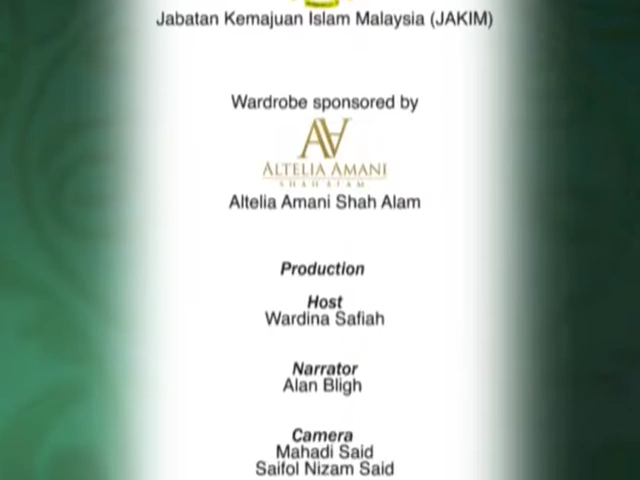 Jabatan Kemajuan Islam Malaysia (JAKIM)
Wardrobe sponsored by
AA
ALTELIA AMANI
SHAH ALAM
Altelia Amani Shah Alam
Production
Host
Wardina Safiah
Narrator
Alan Bligh
Camera
Mahadi Said
Saifol Nizam Said